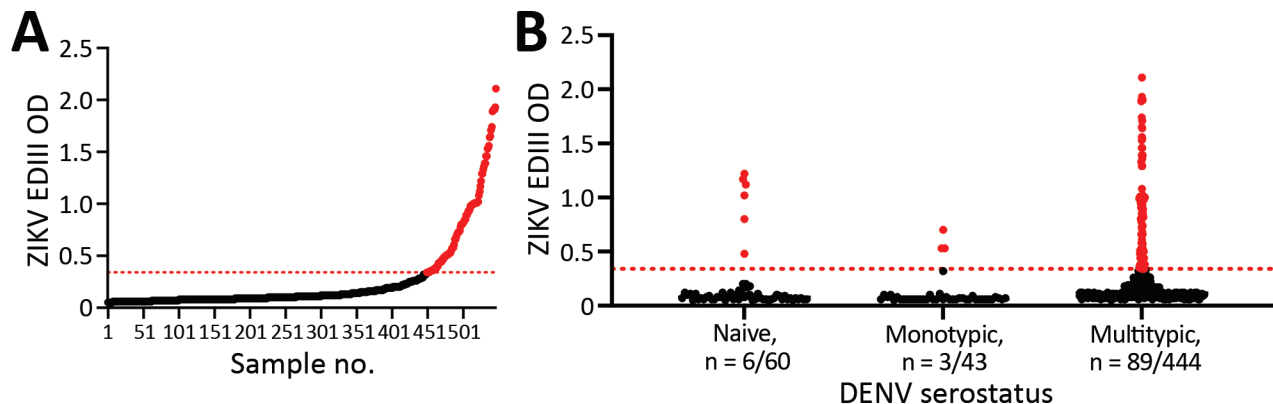 A
2.5
2.0
1.5
1.0
0.5
0
ZIKV EDIII OD
1 51 101 151 201 251 301 351 401 451 501
Sample no.
B
2.5
2.0
1.5
1.0
0.5
0
ZIKV EDIII OD
Naive,
n = 6/60
Monotypic,
n = 3/43
Multitypic,
n = 89/444
DENV serostatus